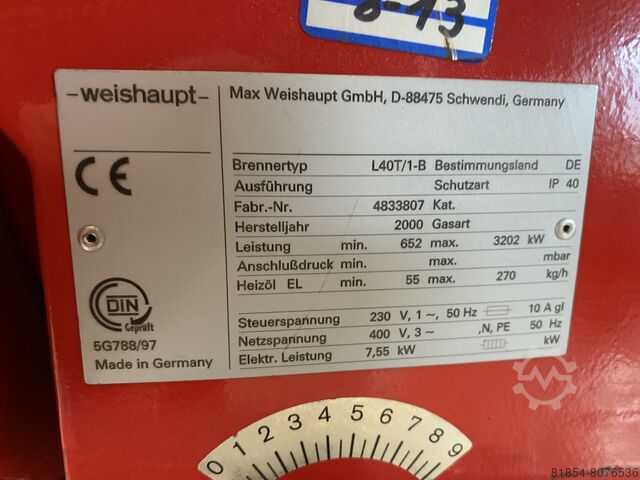 8-13
-weishaupt-
Max Weishaupt GmbH, D-88475 Schwendi, Germany
CE
Brennertyp L40T/1-B Bestimmungsland DE
Ausführung Schutzart IP 40
Fabr.-Nr. 4833807 Kat.
Herstelljahr 2000 Gasart
Leistung min. 652 max. 3202 kW
Anschlußdruck min. max. mbar
Heizöl EL min. 55 max. 270 kg/h
Steuerspannung 230 V, 1 ~, 50 Hz 10 A gl
Netzspannung 400 V, 3 ~ ,N, PE 50 Hz
Elektr. Leistung 7,55 kW kW
DIN
Geprüft
5G788/97
Made in Germany
0 1 2 3 4 5 6 7 8 9
81854-8076536